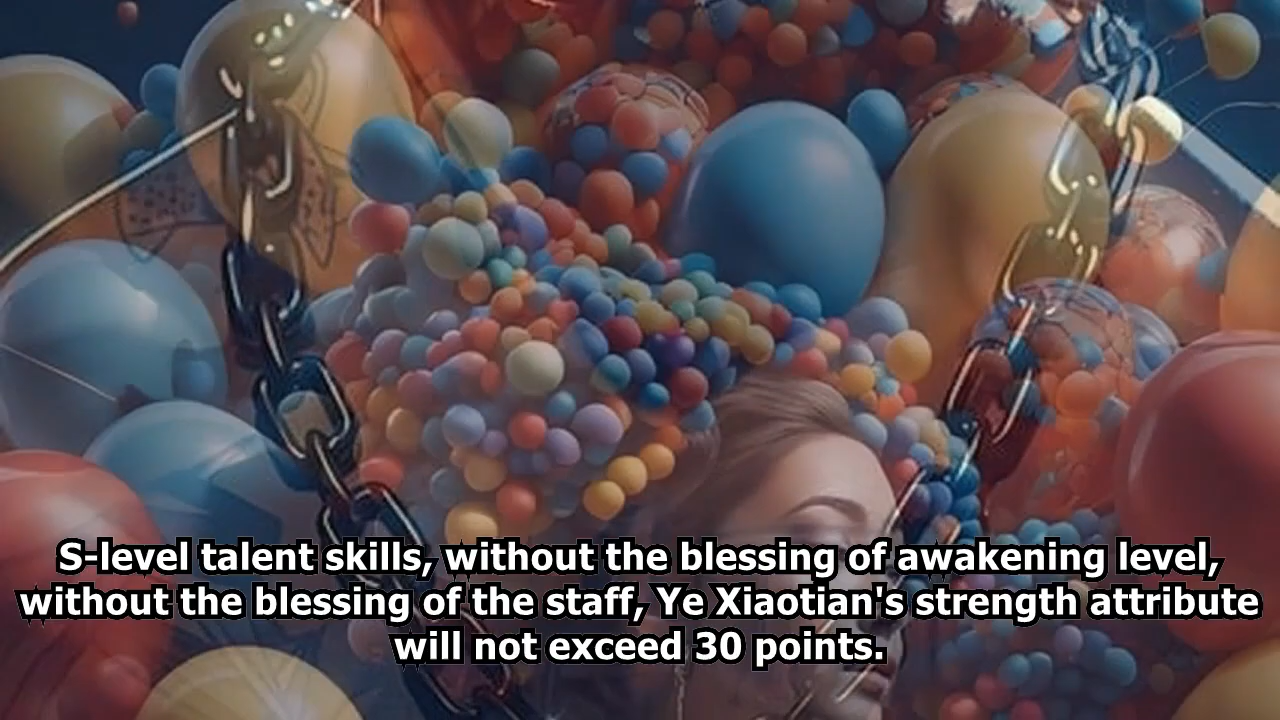 S-level talent skills, without the blessing of awakening level,
without the blessing of the staff, Ye Xiaotian's strength attribute
will not exceed 30 points.